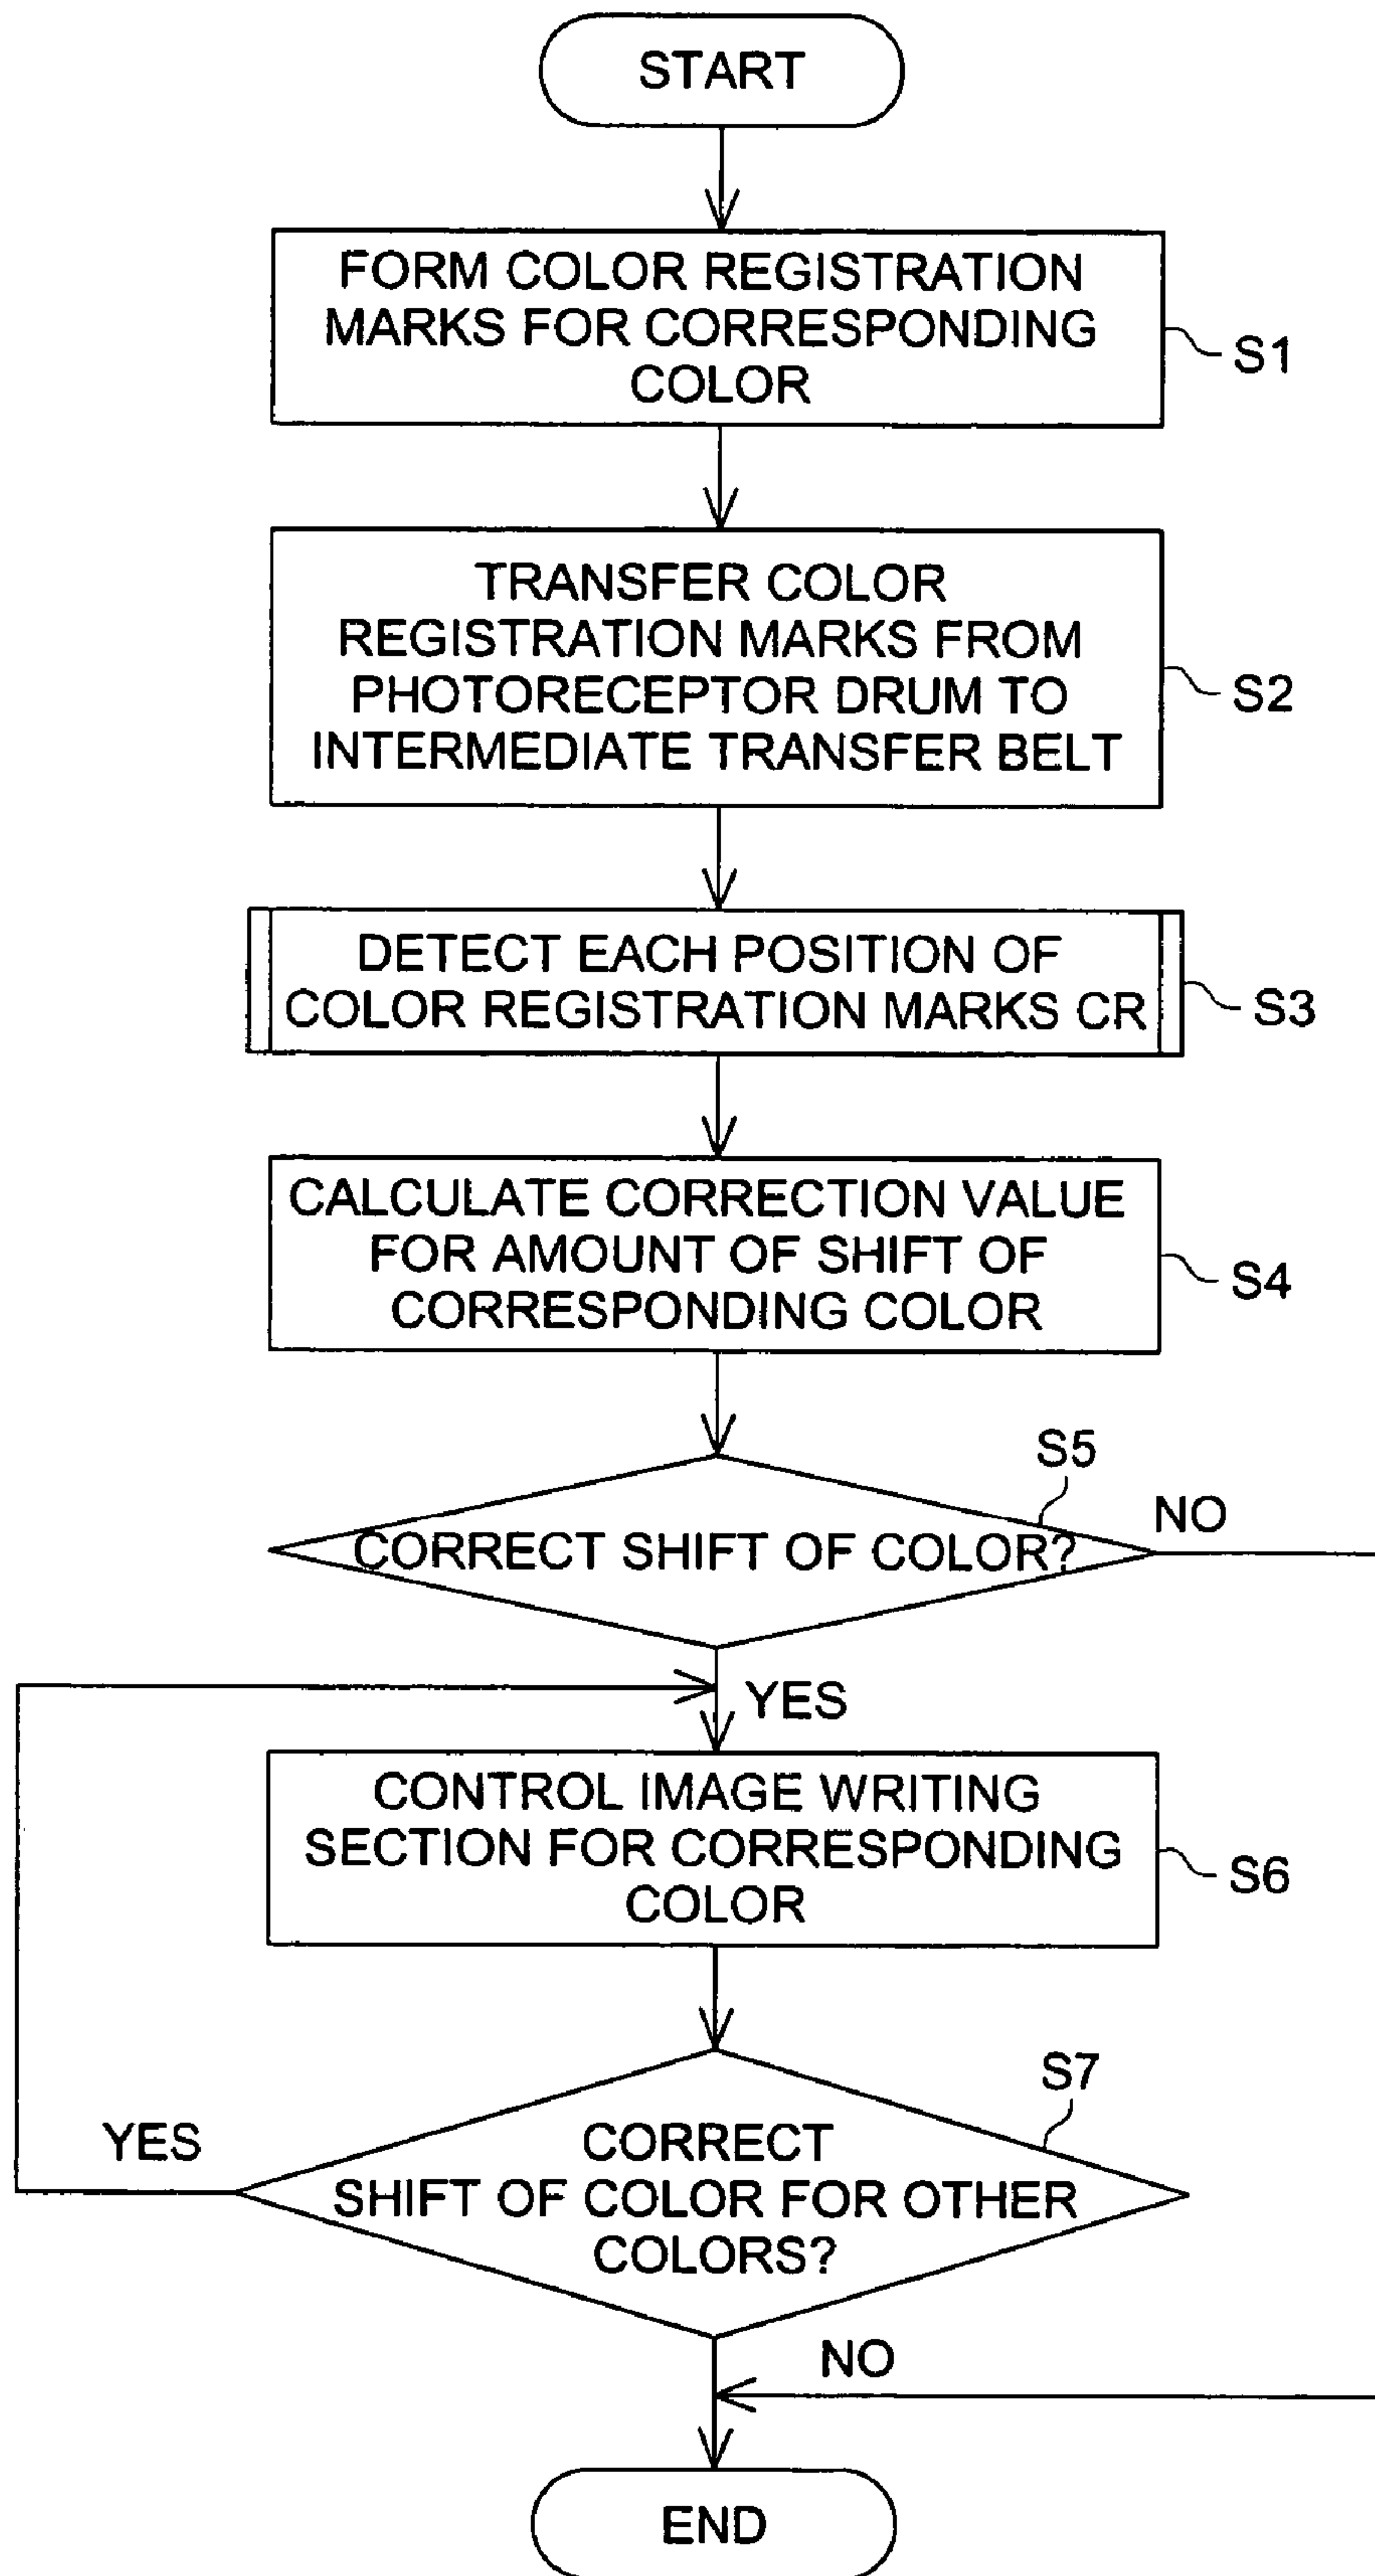 START
FORM COLOR REGISTRATION
MARKS FOR CORRESPONDING
COLOR
S1
TRANSFER COLOR
REGISTRATION MARKS FROM
PHOTORECEPTOR DRUM TO
INTERMEDIATE TRANSFER BELT
S2
DETECT EACH POSITION OF
COLOR REGISTRATION MARKS CR
S3
CALCULATE CORRECTION VALUE
FOR AMOUNT OF SHIFT OF
CORRESPONDING COLOR
S4
S5
NO
CORRECT SHIFT OF COLOR?
YES
CONTROL IMAGE WRITING
SECTION FOR CORRESPONDING
COLOR
S6
S7
YES
CORRECT
SHIFT OF COLOR FOR OTHER
COLORS?
NO
END